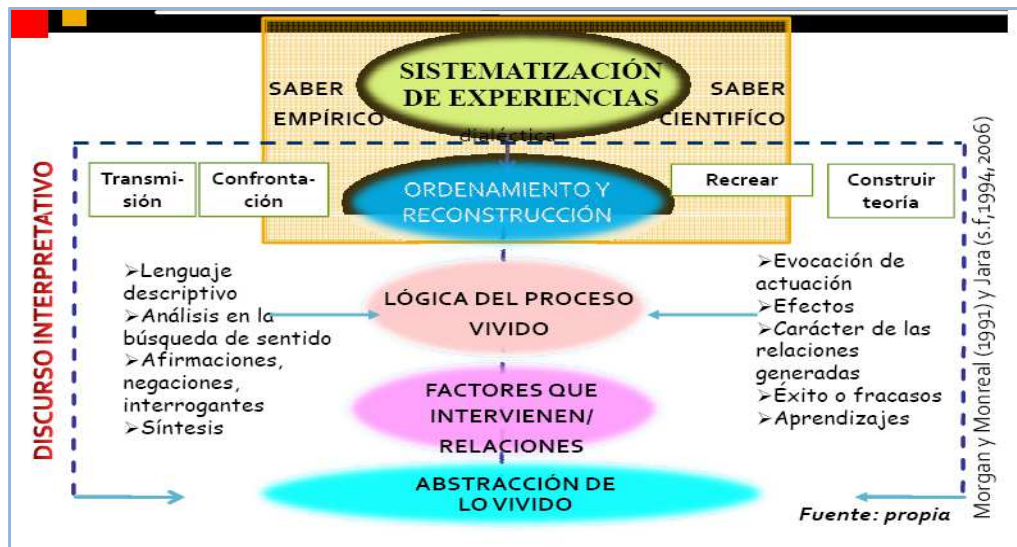 SISTEMATIZACIÓN
DE EXPERIENCIAS
SABER
EMPÍRICO
SABER
CIENTIFÍCO
dialéctica
Transmi-
sión
Confronta-
ción
ORDENAMIENTO Y
RECONSTRUCCIÓN
Recrear
Construir
teoría
DISCURSO INTERPRETATIVO
➢Lenguaje
descriptivo
➢Análisis en la
búsqueda de sentido
➢Afirmaciones,
negaciones,
interrogantes
➢Síntesis
LÓGICA DEL PROCESO
VIVIDO
FACTORES QUE
INTERVIENEN/
RELACIONES
ABSTRACCIÓN DE
LO VIVIDO
➢Evocación de
actuación
➢Efectos
➢Carácter de las
relaciones
generadas
➢Éxito o fracasos
➢Aprendizajes
Fuente: propia
Morgan y Monreal (1991) y Jara (s.f,1994, 2006)